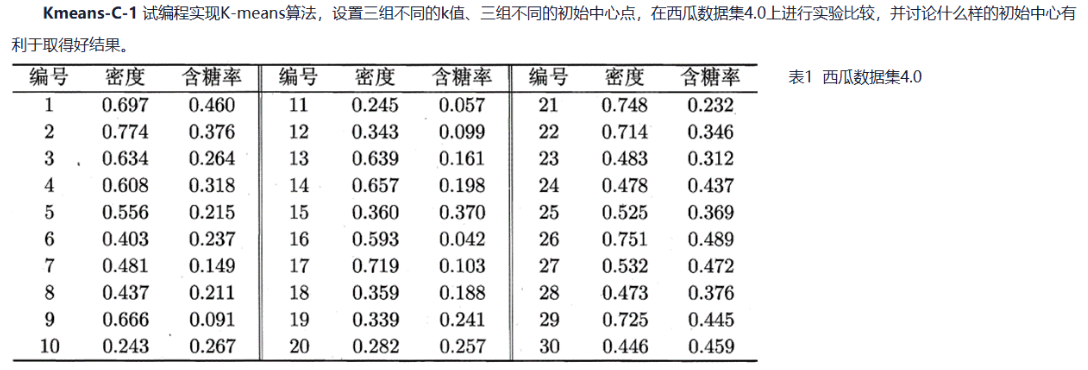 Kmeans-C-1 试编程实现K-means算法，设置三组不同的k值、三组不同的初始中心点，在西瓜数据集4.0上进行实验比较，并讨论什么样的初始中心有
利于取得好结果。
编号 密度 含糖率 编号 密度 含糖率 编号 密度 含糖率 表1 西瓜数据集4.0
1 0.697 0.460 11 0.245 0.057 21 0.748 0.232
2 0.774 0.376 12 0.343 0.099 22 0.714 0.346
3 0.634 0.264 13 0.639 0.161 23 0.483 0.312
4 0.608 0.318 14 0.657 0.198 24 0.478 0.437
5 0.556 0.215 15 0.360 0.370 25 0.525 0.369
6 0.403 0.237 16 0.593 0.042 26 0.751 0.489
7 0.481 0.149 17 0.719 0.103 27 0.532 0.472
8 0.437 0.211 18 0.359 0.188 28 0.473 0.376
9 0.666 0.091 19 0.339 0.241 29 0.725 0.445
10 0.243 0.267 20 0.282 0.257 30 0.446 0.459